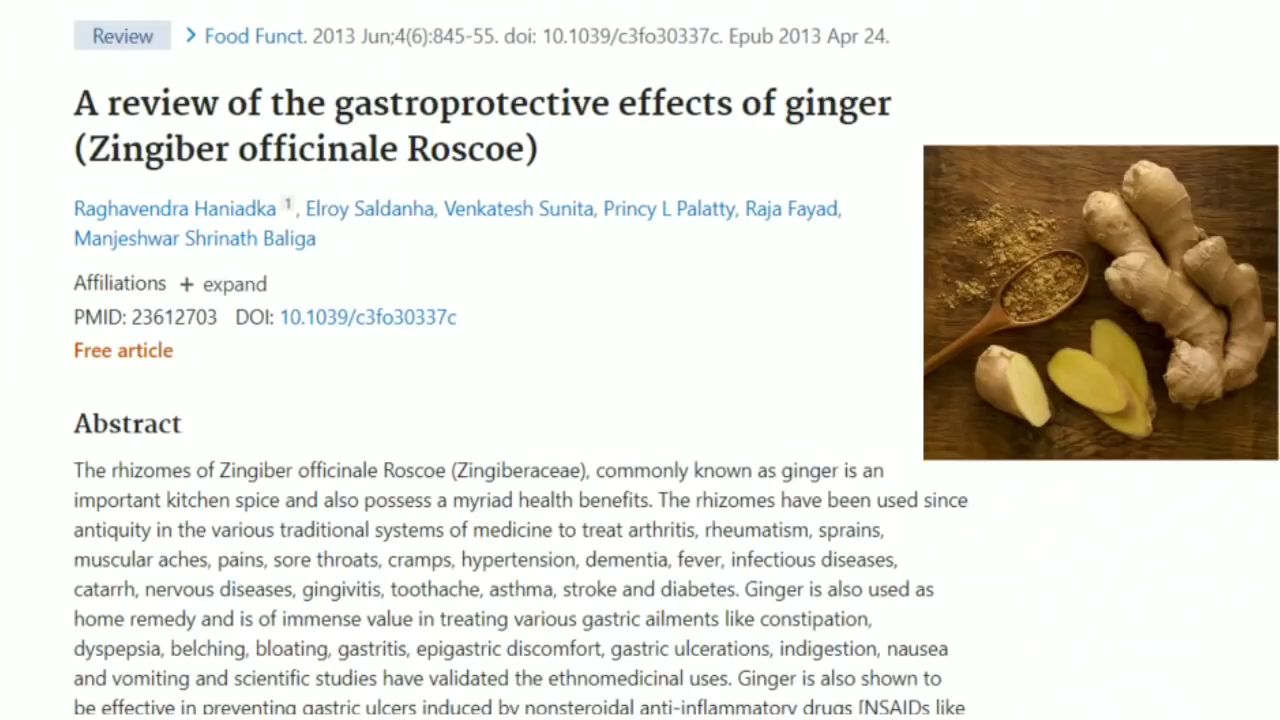 Review > Food Funct. 2013 Jun;4(6):845-55. doi: 10.1039/c3fo30337c. Epub 2013 Apr 24.
A review of the gastroprotective effects of ginger
(Zingiber officinale Roscoe)
Raghavendra Haniadka 1, Elroy Saldanha, Venkatesh Sunita, Princy L Palatty, Raja Fayad,
Manjeshwar Shrinath Baliga
Affiliations + expand
PMID: 23612703 DOI: 10.1039/c3fo30337c
Free article
Abstract
The rhizomes of Zingiber officinale Roscoe (Zingiberaceae), commonly known as ginger is an
important kitchen spice and also possess a myriad health benefits. The rhizomes have been used since
antiquity in the various traditional systems of medicine to treat arthritis, rheumatism, sprains,
muscular aches, pains, sore throats, cramps, hypertension, dementia, fever, infectious diseases,
catarrh, nervous diseases, gingivitis, toothache, asthma, stroke and diabetes. Ginger is also used as
home remedy and is of immense value in treating various gastric ailments like constipation,
dyspepsia, belching, bloating, gastritis, epigastric discomfort, gastric ulcerations, indigestion, nausea
and vomiting and scientific studies have validated the ethnomedicinal uses. Ginger is also shown to
be effective in preventing gastric ulcers induced by nonsteroidal anti-inflammatory drugs [NSAIDs like